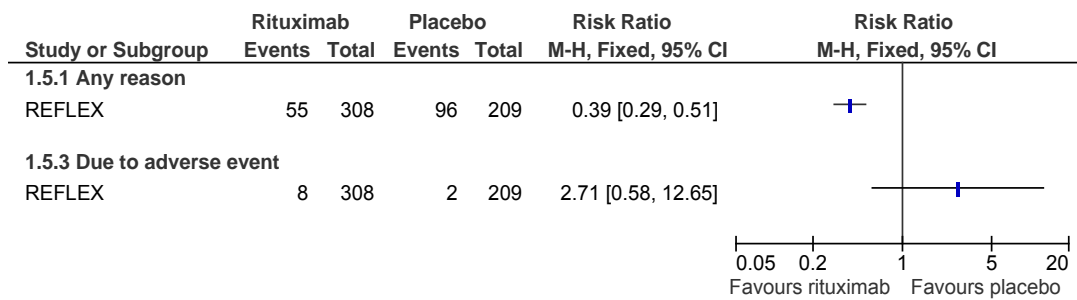 Rituximab Placebo Risk Ratio Risk Ratio
Study or Subgroup Events Total Events Total M-H, Fixed, 95% CI M-H, Fixed, 95% CI
1.5.1 Any reason
REFLEX 55 308 96 209 0.39 [0.29, 0.51]
1.5.3 Due to adverse event
REFLEX 8 308 2 209 2.71 [0.58, 12.65]
0.05 0.2 1 5 20
Favours rituximab Favours placebo